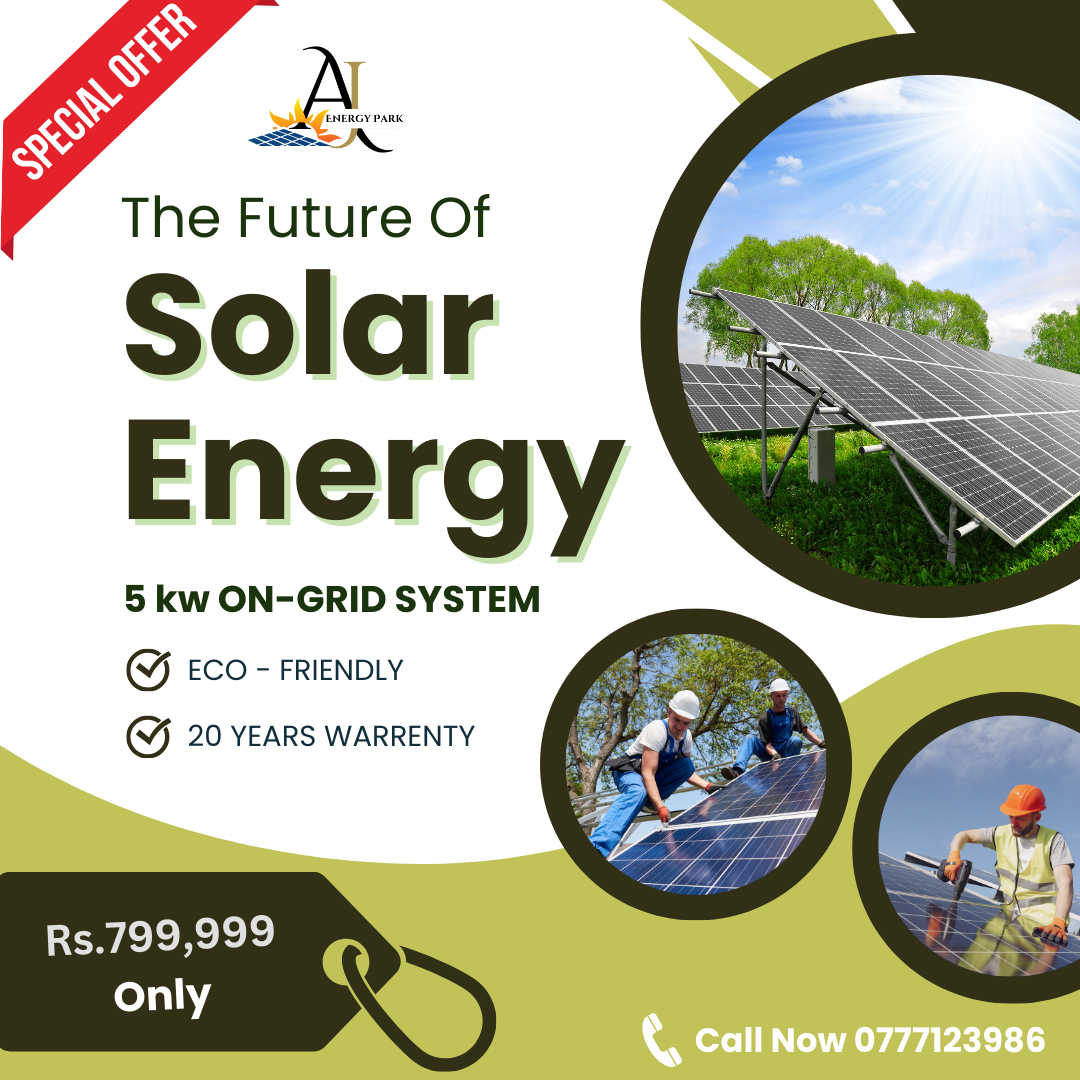 SPECIAL OFFER
AJ
ENERGY PARK
The Future Of
Solar
Energy
5 kw ON-GRID SYSTEM
ECO - FRIENDLY
20 YEARS WARRENTY
Rs.799,999
Only
Call Now 0777123986